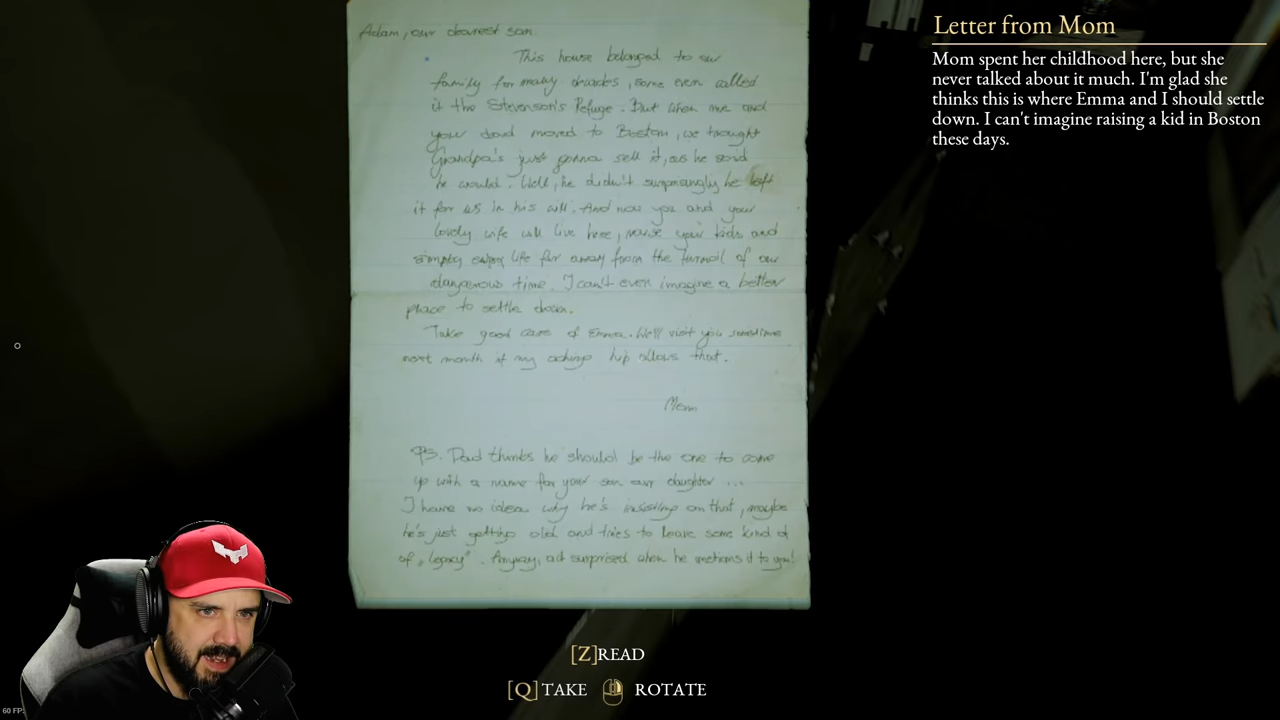 Adam, our dearest son.
This house belonged to our
family for many decades, some even called
it the Stevenson's Refuge. But when me and
your dad moved to Boston, we thought
Grandpa's just gonna sell it, as he said
he would. Well, he didn't surprisingly he left
it for us in his will. And now you and your
lovely wife will live here, raise your kids and
simply enjoy life far away from the turmoil of our
dangerous time. I can't even imagine a better
place to settle down.
Take good care of Emma. We'll visit you sometime
next month if my aching hip allows that.
Mom
PS. Dad thinks he should be the one to come
up with a name for your son our daughter ...
I have no idea why he's insisting on that, maybe
he's just getting old and tries to leave some kind of
of „legacy". Anyway, act surprised when he mentions it to you!
Letter from Mom
Mom spent her childhood here, but she
never talked about it much. I'm glad she
thinks this is where Emma and I should settle
down. I can't imagine raising a kid in Boston
these days.
[Z]READ
[Q]TAKE ROTATE
60 FPS